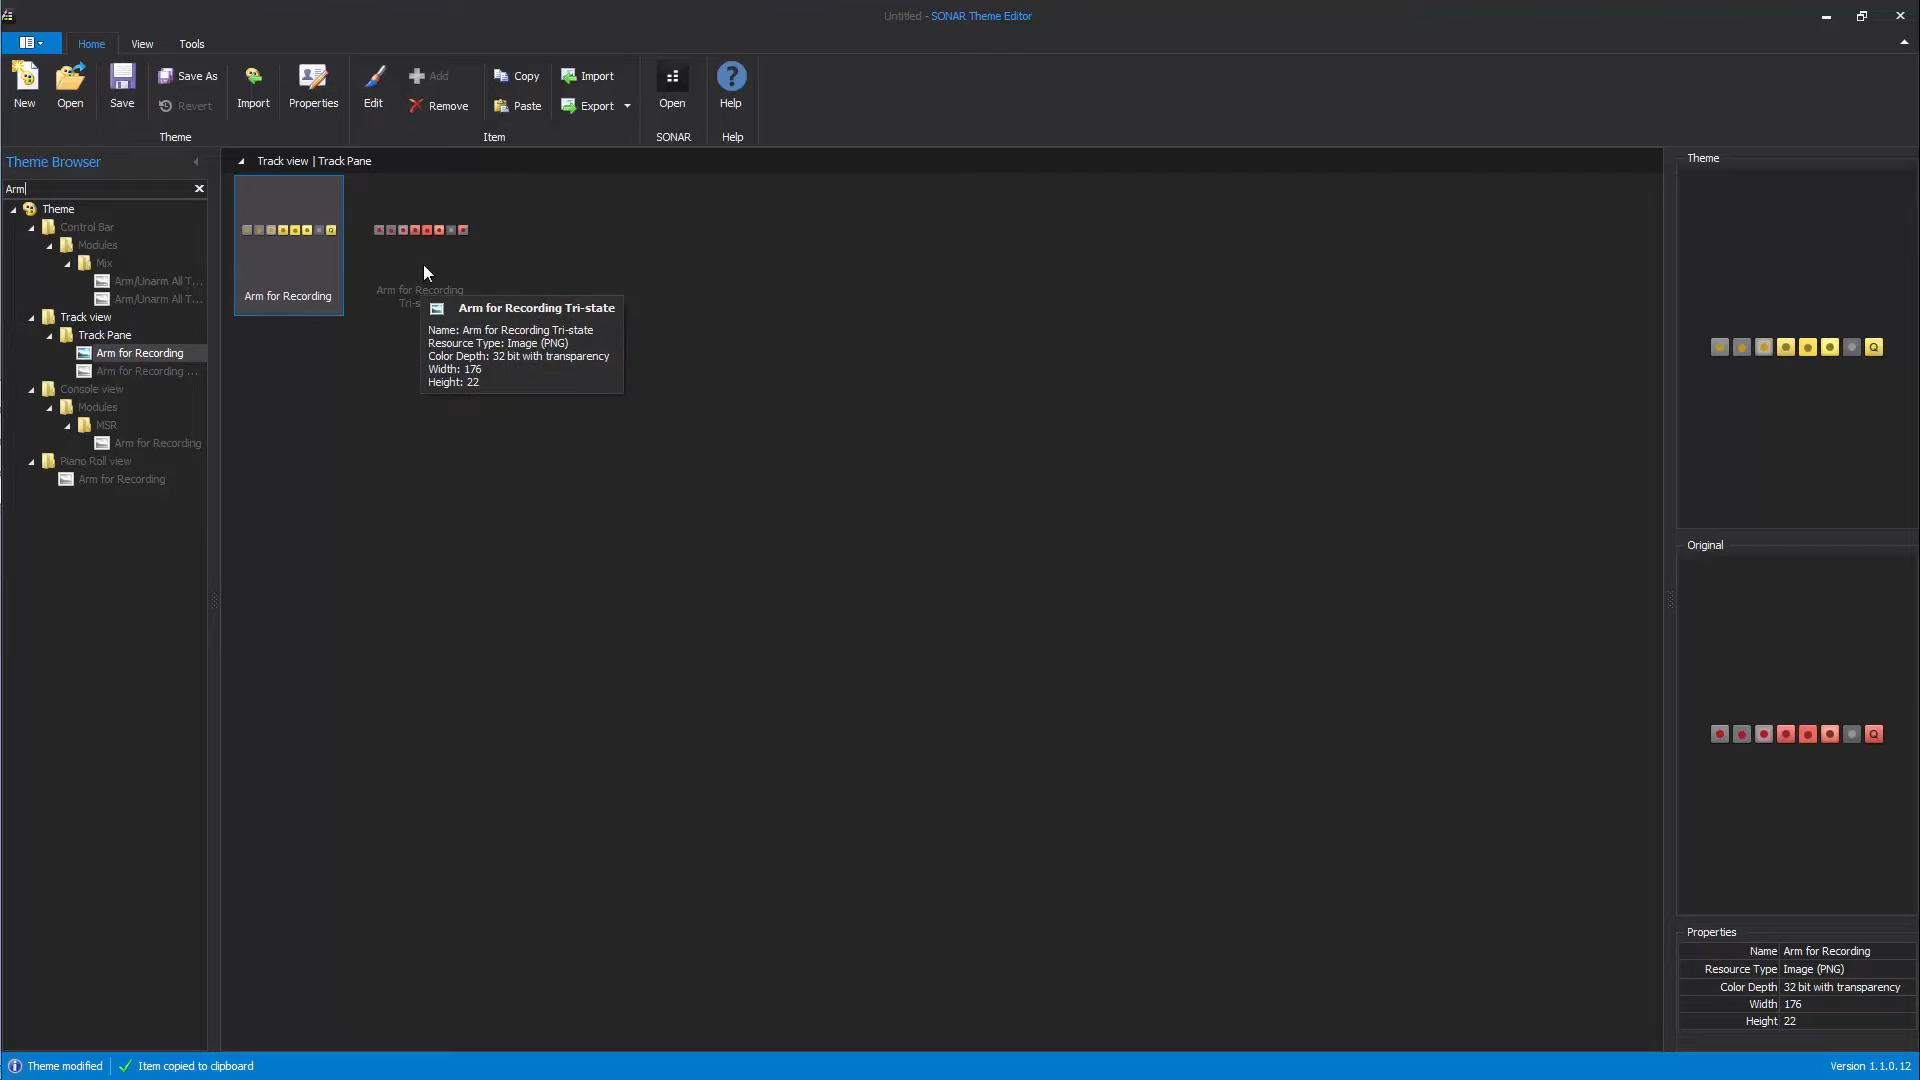 Untitled - SONAR Theme Editor
Home View Tools
New
Open
Save
Save As
Revert
Import
Properties
Theme
Edit
Add
Remove
Copy
Paste
Import
Export
Item
Open
SONAR
Help
Help
Theme Browser
Arm
Theme
Control Bar
Modules
Mix
Arm/Unarm All T...
Arm/Unarm All T...
Track view
Track Pane
Arm for Recording
Arm for Recording ...
Console view
Modules
MSR
Arm for Recording
Piano Roll view
Arm for Recording
Track view | Track Pane
Arm for Recording
Arm for Recording
Tri-s
Arm for Recording Tri-state
Name: Arm for Recording Tri-state
Resource Type: Image (PNG)
Color Depth: 32 bit with transparency
Width: 176
Height: 22
Theme
Q
Original
Q
Properties
Name Arm for Recording
Resource Type Image (PNG)
Color Depth 32 bit with transparency
Width 176
Height 22
Theme modified
Item copied to clipboard
Version 1.1.0.12